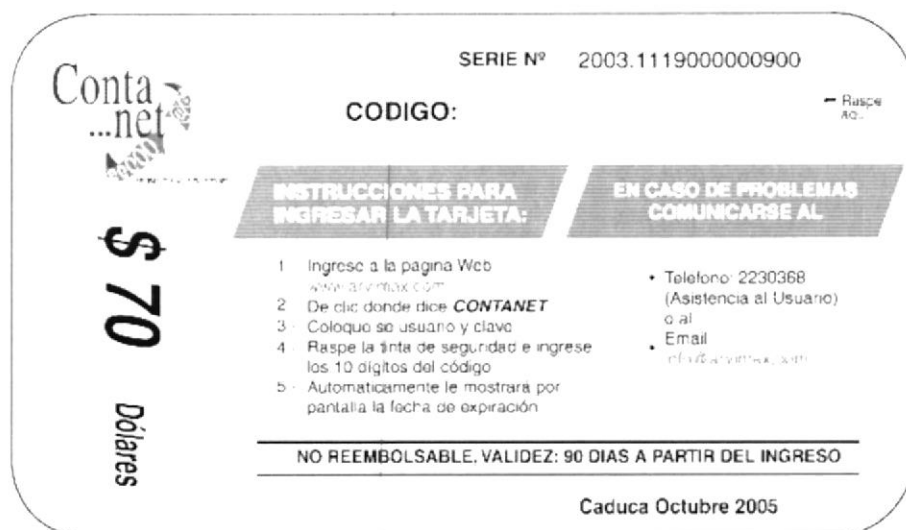 SERIE Nº 2003.1119000000900
Conta
...net
CODIGO:
Raspe
$ 70
Dólares
INSTRUCCIONES PARA
INGRESAR LA TARJETA:
1 Ingrese a la pagina Web
2 De clic donde dice CONTANET
3 - Coloque se usuario y clave
4 - Raspe la tinta de seguridad e ingrese
los 10 dígitos del código
5 - Automaticamente le mostrará por
pantalla la fecha de expiración
EN CASO DE PROBLEMAS
COMUNICARSE AL
• Telefono: 2230368
(Asistencia al Usuario)
o al
• Email
NO REEMBOLSABLE. VALIDEZ: 90 DIAS A PARTIR DEL INGRESO
Caduca Octubre 2005